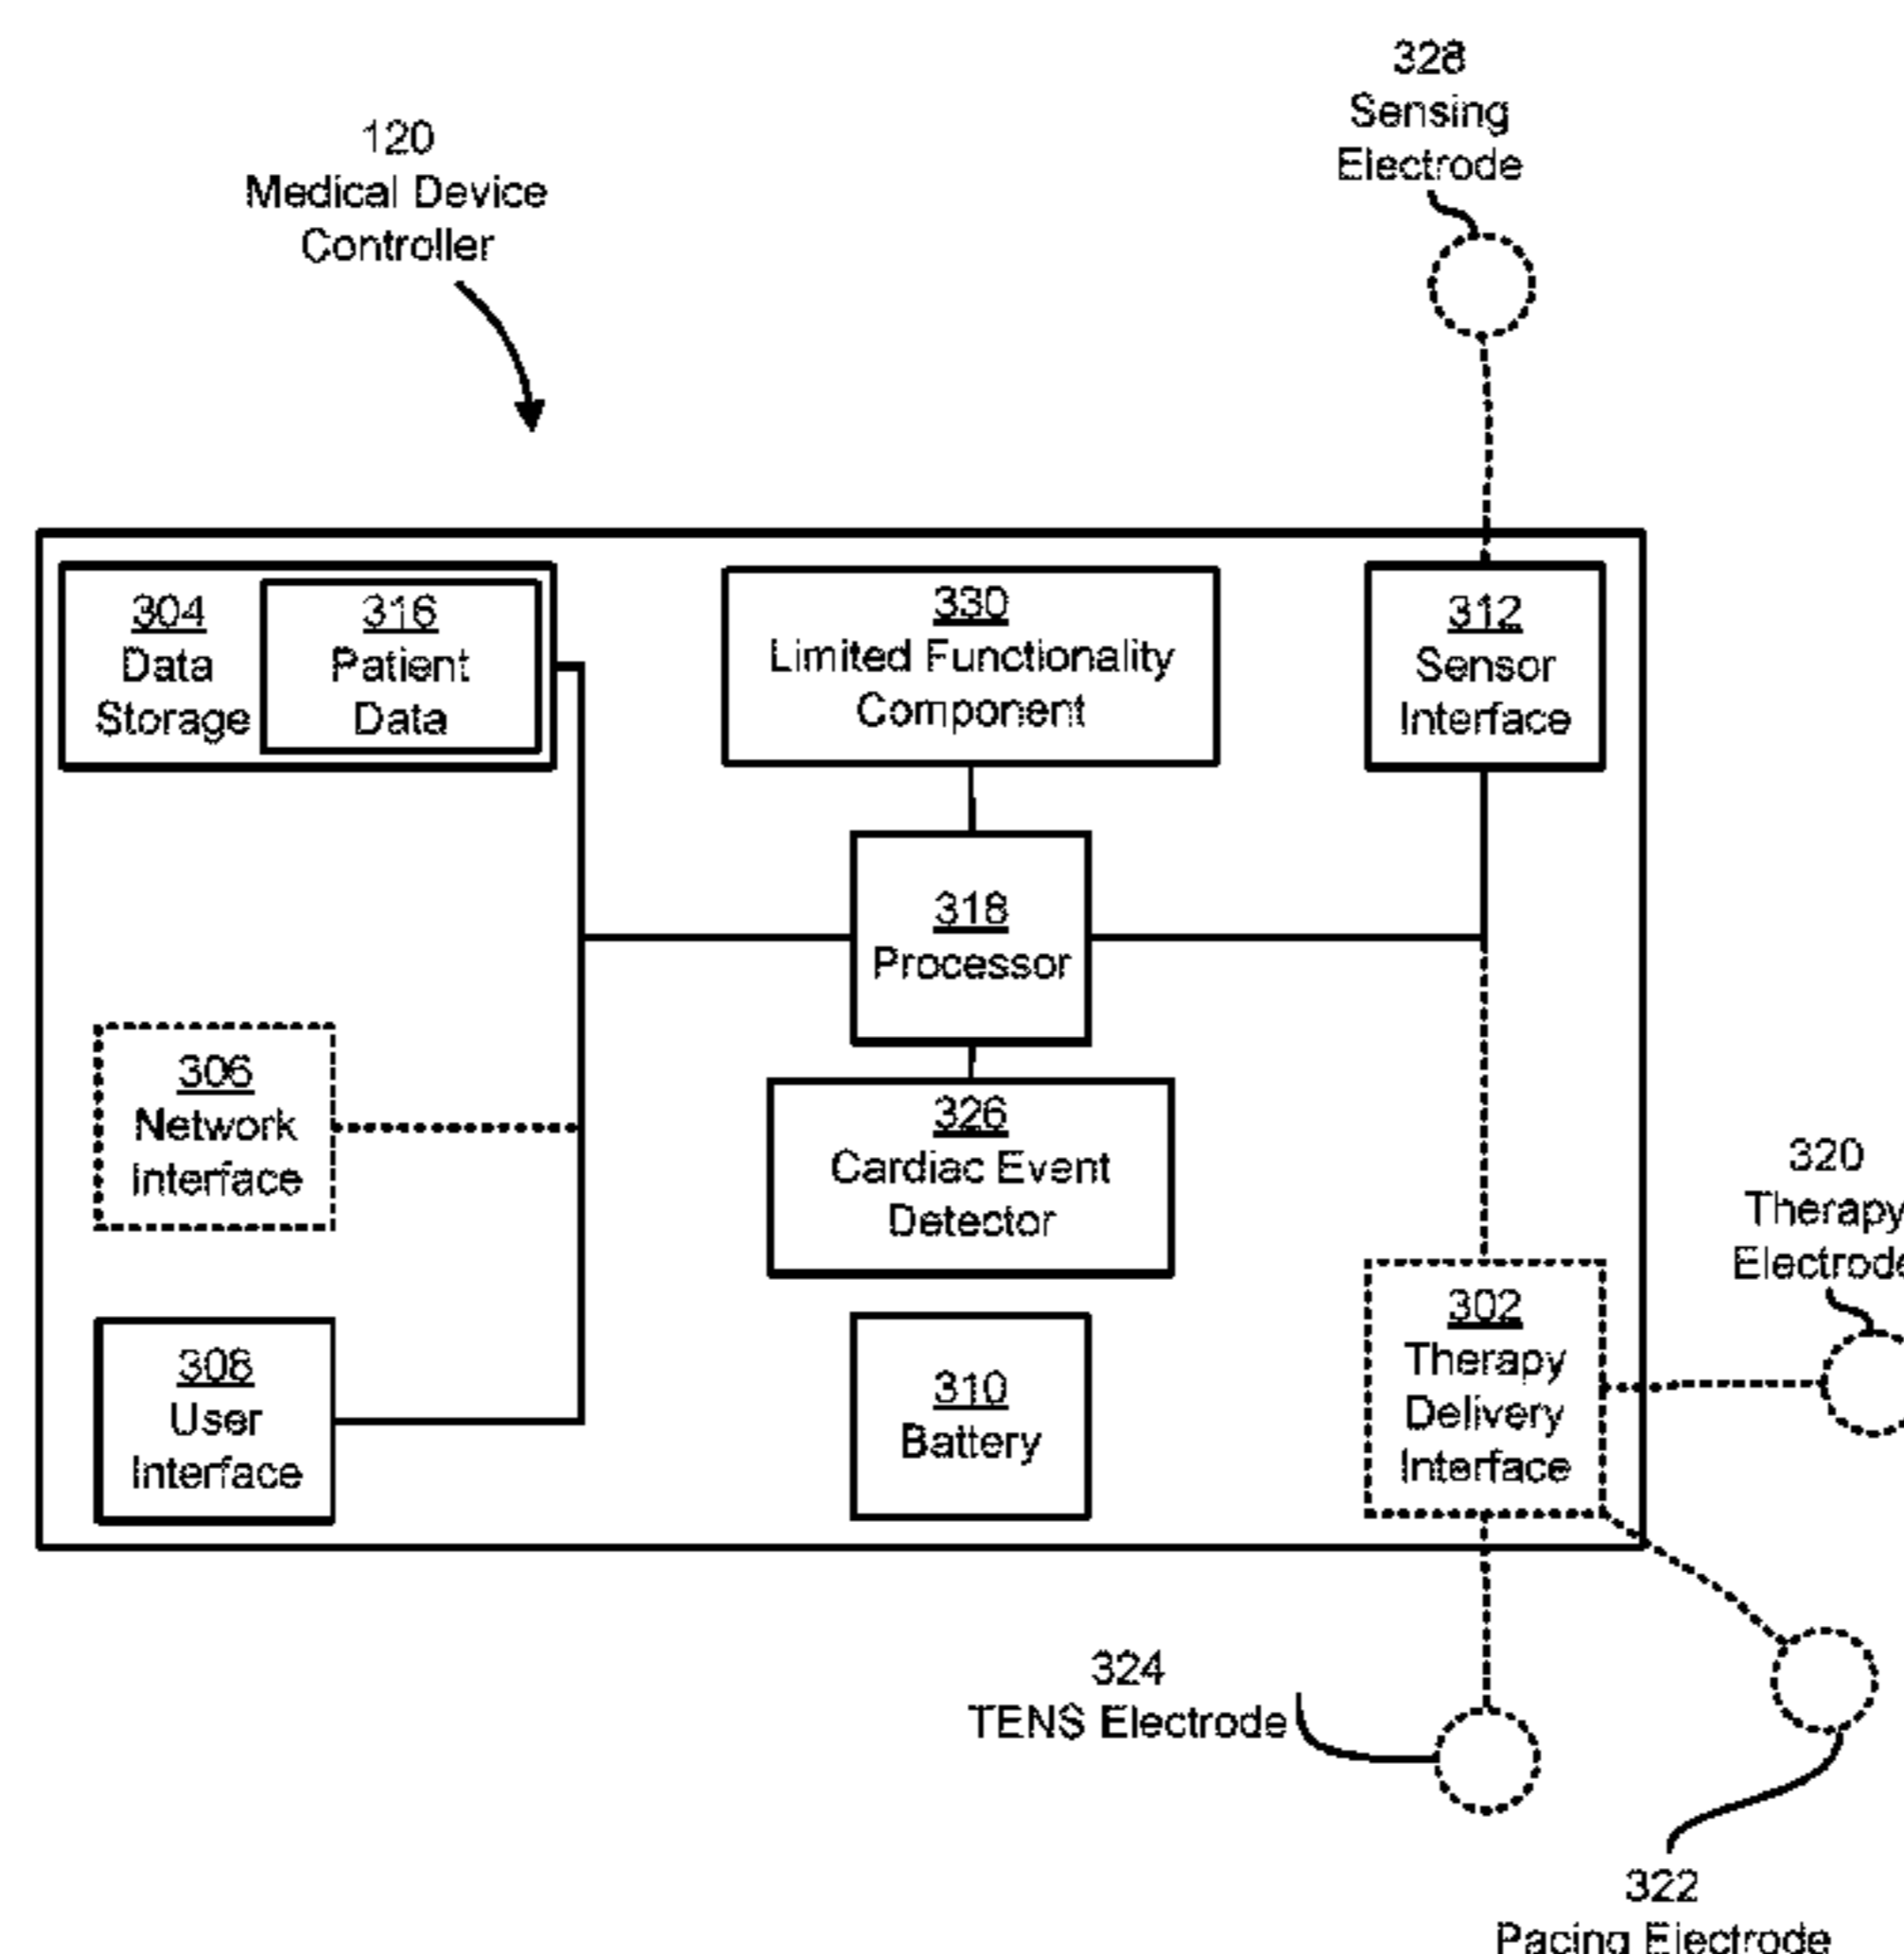 328
Sensing
Electrode
120
Medical Device
Controller
304
Data
Storage
316
Patient
Data
330
Limited Functionality
Component
312
Sensor
Interface
318
Processor
306
Network
Interface
326
Cardiac Event
Detector
320
Therapy
Electrode
302
Therapy
Delivery
Interface
308
User
Interface
310
Battery
324
TENS Electrode
322
Pacing Electrode